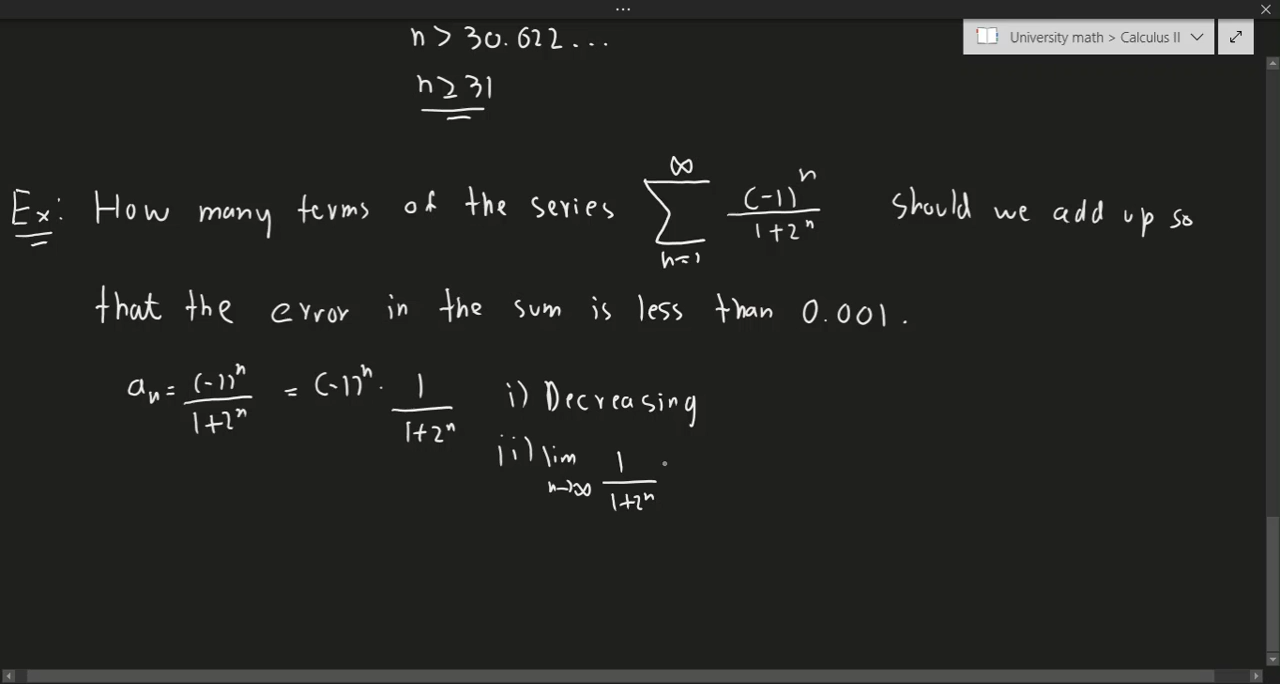 ...
University math > Calculus II
n > 30.622...
n ≥ 31
Ex: How many terms of the series ∑_{n=1}^{∞} (-1)^n / (1+2^n) should we add up so
that the error in the sum is less than 0.001.
a_n = (-1)^n / (1+2^n) = (-1)^n · 1 / (1+2^n) i) Decreasing
ii) lim_{n→∞} 1 / (1+2^n)